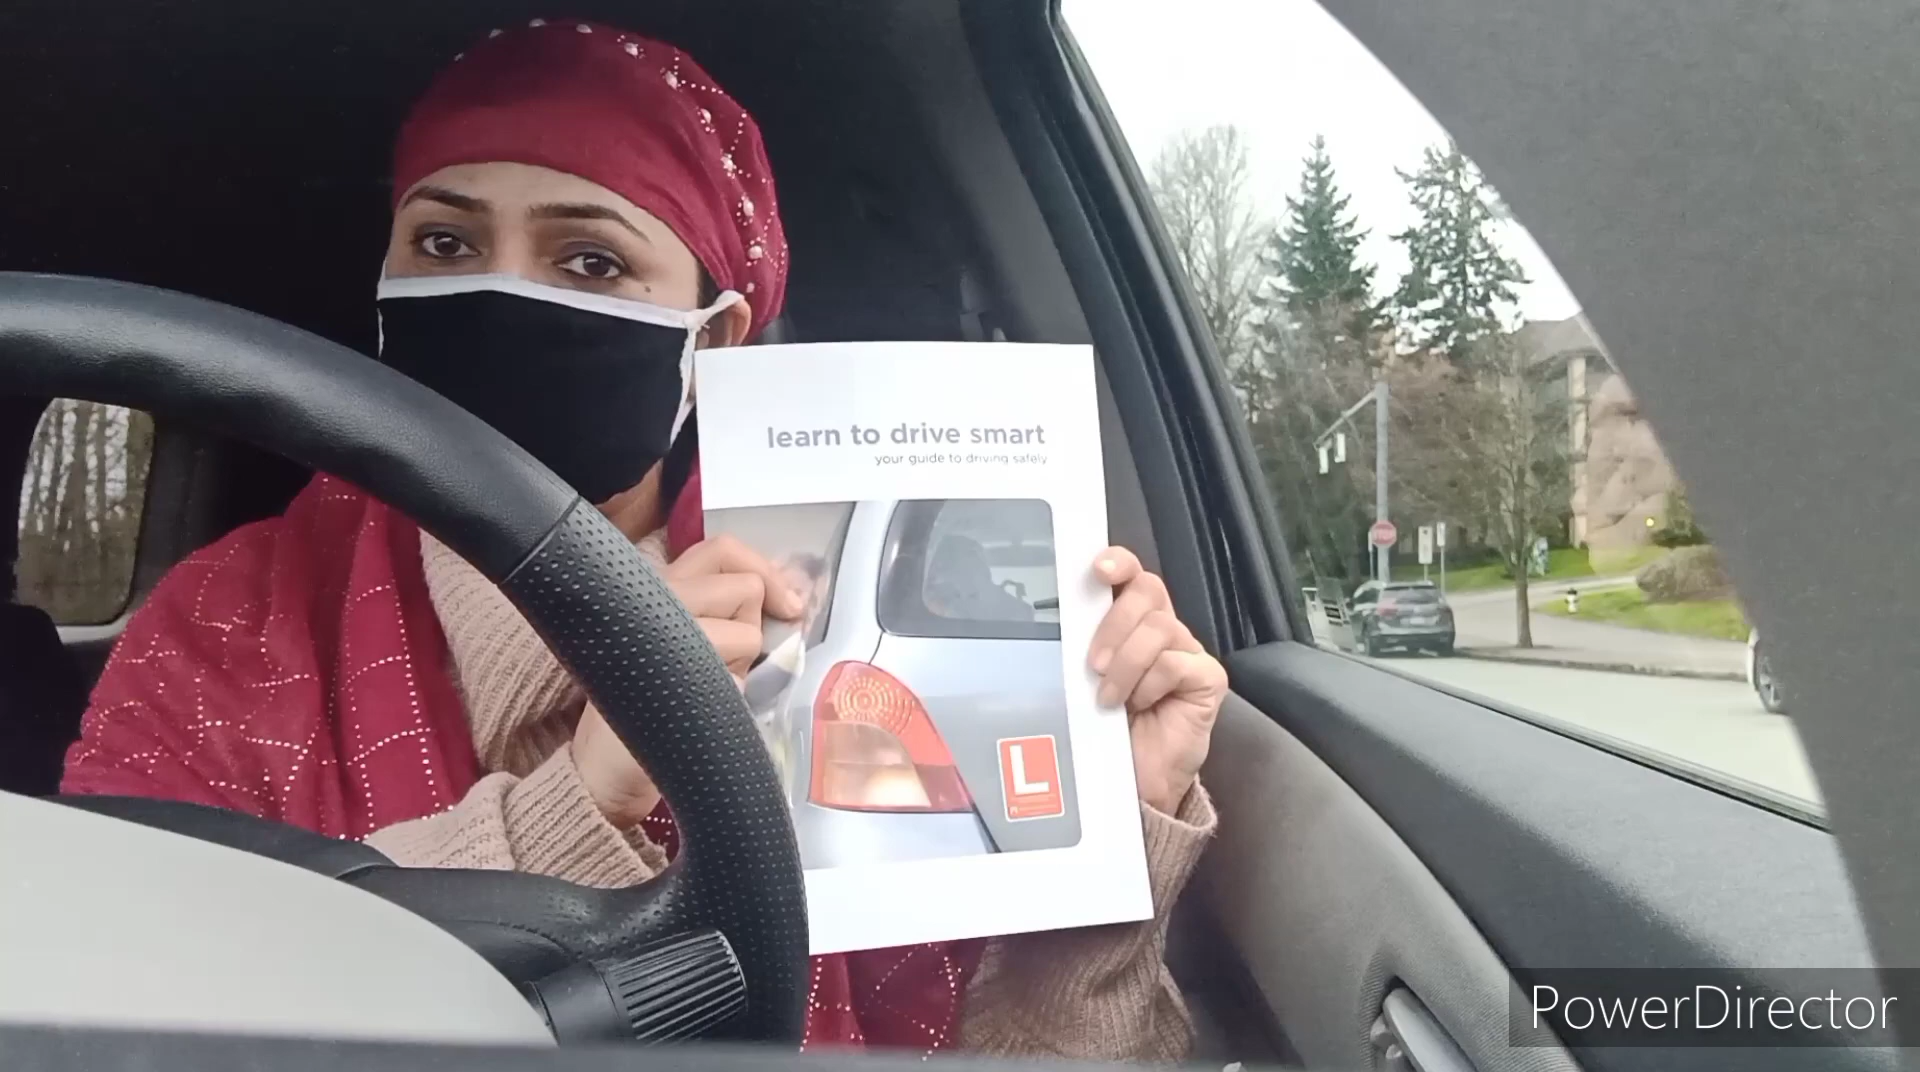 learn to drive smart
your guide to driving safely
L
PowerDirector